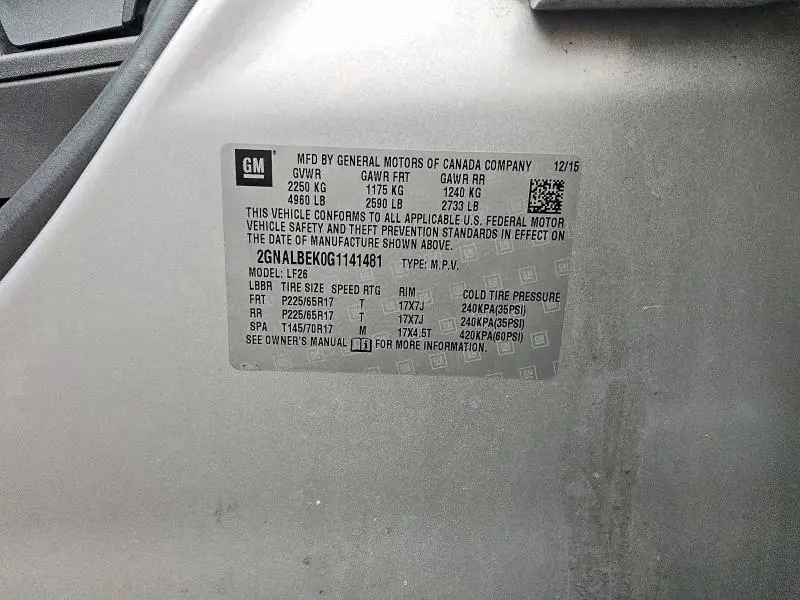 GM MFD BY GENERAL MOTORS OF CANADA COMPANY 12/15
GVWR GAWR FRT GAWR RR
2250 KG 1175 KG 1240 KG
4960 LB 2590 LB 2733 LB
THIS VEHICLE CONFORMS TO ALL APPLICABLE U.S. FEDERAL MOTOR
VEHICLE SAFETY AND THEFT PREVENTION STANDARDS IN EFFECT ON
THE DATE OF MANUFACTURE SHOWN ABOVE.
2GNALBEK0G1141481 TYPE: M.P.V.
MODEL: LF26
LBBR TIRE SIZE SPEED RTG RIM COLD TIRE PRESSURE
FRT P225/65R17 T 17X7J 240KPA(35PSI)
RR P225/65R17 T 17X7J 240KPA(35PSI)
SPA T145/70R17 M 17X4.5T 420KPA(60PSI)
SEE OWNER'S MANUAL FOR MORE INFORMATION.